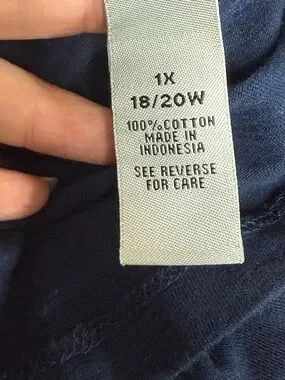 1X
18/20W
100% COTTON
MADE IN
INDONESIA
SEE REVERSE
FOR CARE